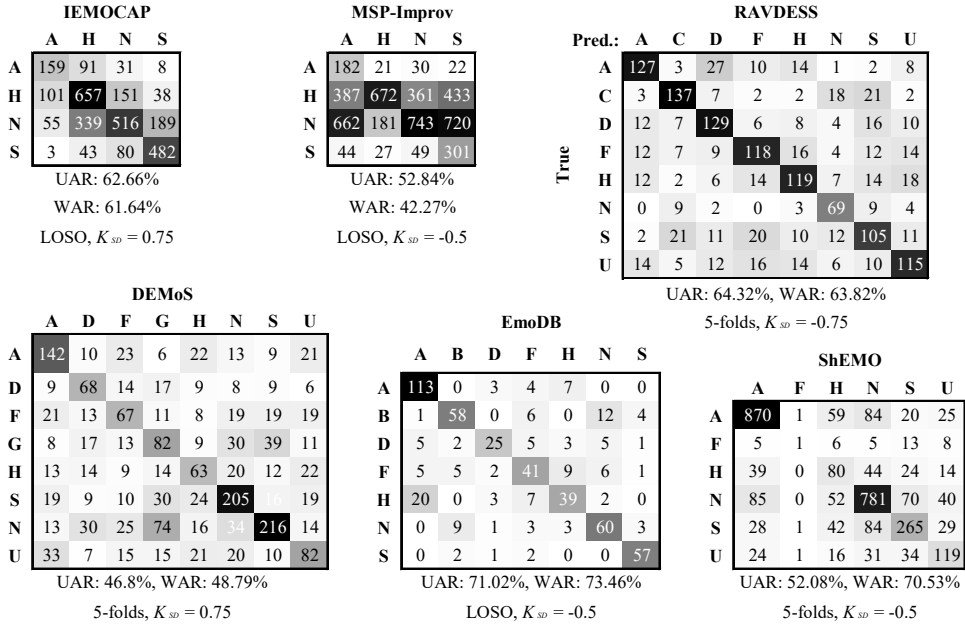 IEMOCAP
A H N S
A 159 91 31 8
H 101 657 151 38
N 55 339 516 189
S 3 43 80 482
UAR: 62.66%
WAR: 61.64%
LOSO, K SD = 0.75
MSP-Improv
A H N S
A 182 21 30 22
H 387 672 361 433
N 662 181 743 720
S 44 27 49 301
UAR: 52.84%
WAR: 42.27%
LOSO, K SD = -0.5
RAVDESS
Pred.: A C D F H N S U
True
A 127 3 27 10 14 1 2 8
C 3 137 7 2 2 18 21 2
D 12 7 129 6 8 4 16 10
F 12 7 9 118 16 4 12 14
H 12 2 6 14 119 7 14 18
N 0 9 2 0 3 69 9 4
S 2 21 11 20 10 12 105 11
U 14 5 12 16 14 6 10 115
UAR: 64.32%, WAR: 63.82%
5-folds, K SD = -0.75
DEMoS
A D F G H N S U
A 142 10 23 6 22 13 9 21
D 9 68 14 17 9 8 9 6
F 21 13 67 11 8 19 19 19
G 8 17 13 82 9 30 39 11
H 13 14 9 14 63 20 12 22
S 19 9 10 30 24 205 16 19
N 13 30 25 74 16 34 216 14
U 33 7 15 15 21 20 10 82
UAR: 46.8%, WAR: 48.79%
5-folds, K SD = 0.75
EmoDB
A B D F H N S
A 113 0 3 4 7 0 0
B 1 58 0 6 0 12 4
D 5 2 25 5 3 5 1
F 5 5 2 41 9 6 1
H 20 0 3 7 39 2 0
N 0 9 1 3 3 60 3
S 0 2 1 2 0 0 57
UAR: 71.02%, WAR: 73.46%
LOSO, K SD = -0.5
ShEMO
A F H N S U
A 870 1 59 84 20 25
F 5 1 6 5 13 8
H 39 0 80 44 24 14
N 85 0 52 781 70 40
S 28 1 42 84 265 29
U 24 1 16 31 34 119
UAR: 52.08%, WAR: 70.53%
5-folds, K SD = -0.5